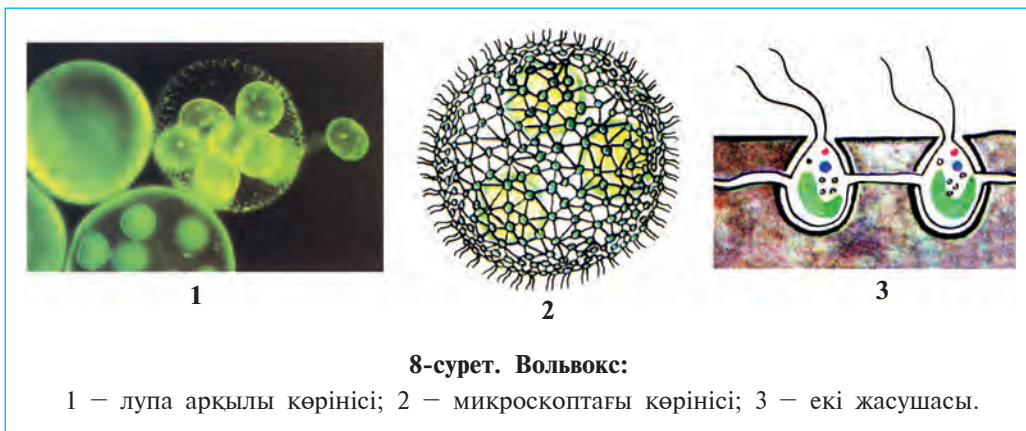 1
2
3
8-сурет. Вольвокс:
1 — лупа арқылы көрінісі; 2 — микроскоптағы көрінісі; 3 — екі жасушасы.